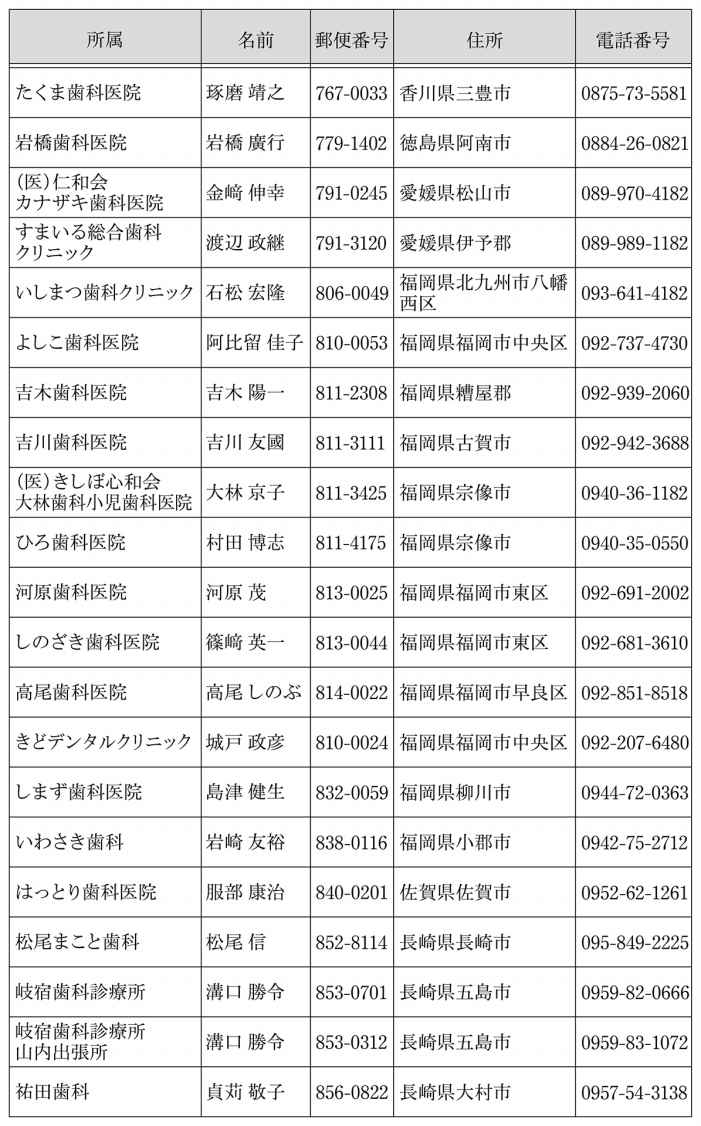 所属 名前 郵便番号 住所 電話番号
たくま歯科医院 琢磨 靖之 767-0033 香川県三豊市 0875-73-5581
岩橋歯科医院 岩橋 廣行 779-1402 徳島県阿南市 0884-26-0821
（医）仁和会
カナザキ歯科医院 金﨑 伸幸 791-0245 愛媛県松山市 089-970-4182
すまいる総合歯科
クリニック 渡辺 政継 791-3120 愛媛県伊予郡 089-989-1182
いしまつ歯科クリニック 石松 宏隆 806-0049 福岡県北九州市八幡
西区 093-641-4182
よしこ歯科医院 阿比留 佳子 810-0053 福岡県福岡市中央区 092-737-4730
吉木歯科医院 吉木 陽一 811-2308 福岡県糟屋郡 092-939-2060
吉川歯科医院 吉川 友國 811-3111 福岡県古賀市 092-942-3688
（医）きしぼ心和会
大林歯科小児歯科医院 大林 京子 811-3425 福岡県宗像市 0940-36-1182
ひろ歯科医院 村田 博志 811-4175 福岡県宗像市 0940-35-0550
河原歯科医院 河原 茂 813-0025 福岡県福岡市東区 092-691-2002
しのざき歯科医院 篠﨑 英一 813-0044 福岡県福岡市東区 092-681-3610
高尾歯科医院 高尾 しのぶ 814-0022 福岡県福岡市早良区 092-851-8518
きどデンタルクリニック 城戸 政彦 810-0024 福岡県福岡市中央区 092-207-6480
しまず歯科医院 島津 健生 832-0059 福岡県柳川市 0944-72-0363
いわさき歯科 岩崎 友裕 838-0116 福岡県小郡市 0942-75-2712
はっとり歯科医院 服部 康治 840-0201 佐賀県佐賀市 0952-62-1261
松尾まこと歯科 松尾 信 852-8114 長崎県長崎市 095-849-2225
岐宿歯科診療所 溝口 勝令 853-0701 長崎県五島市 0959-82-0666
岐宿歯科診療所
山内出張所 溝口 勝令 853-0312 長崎県五島市 0959-83-1072
祐田歯科 貞苅 敬子 856-0822 長崎県大村市 0957-54-3138